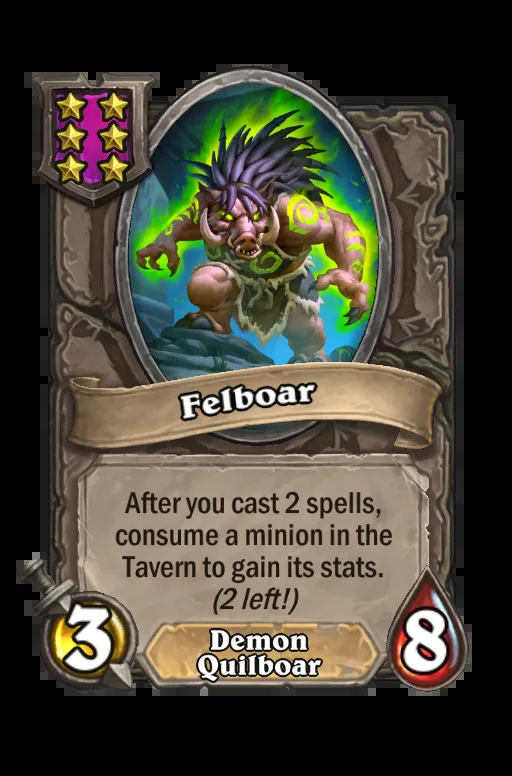 Felboar
After you cast 2 spells,
consume a minion in the
Tavern to gain its stats.
(2 left!)
3
Demon
Quilboar
8